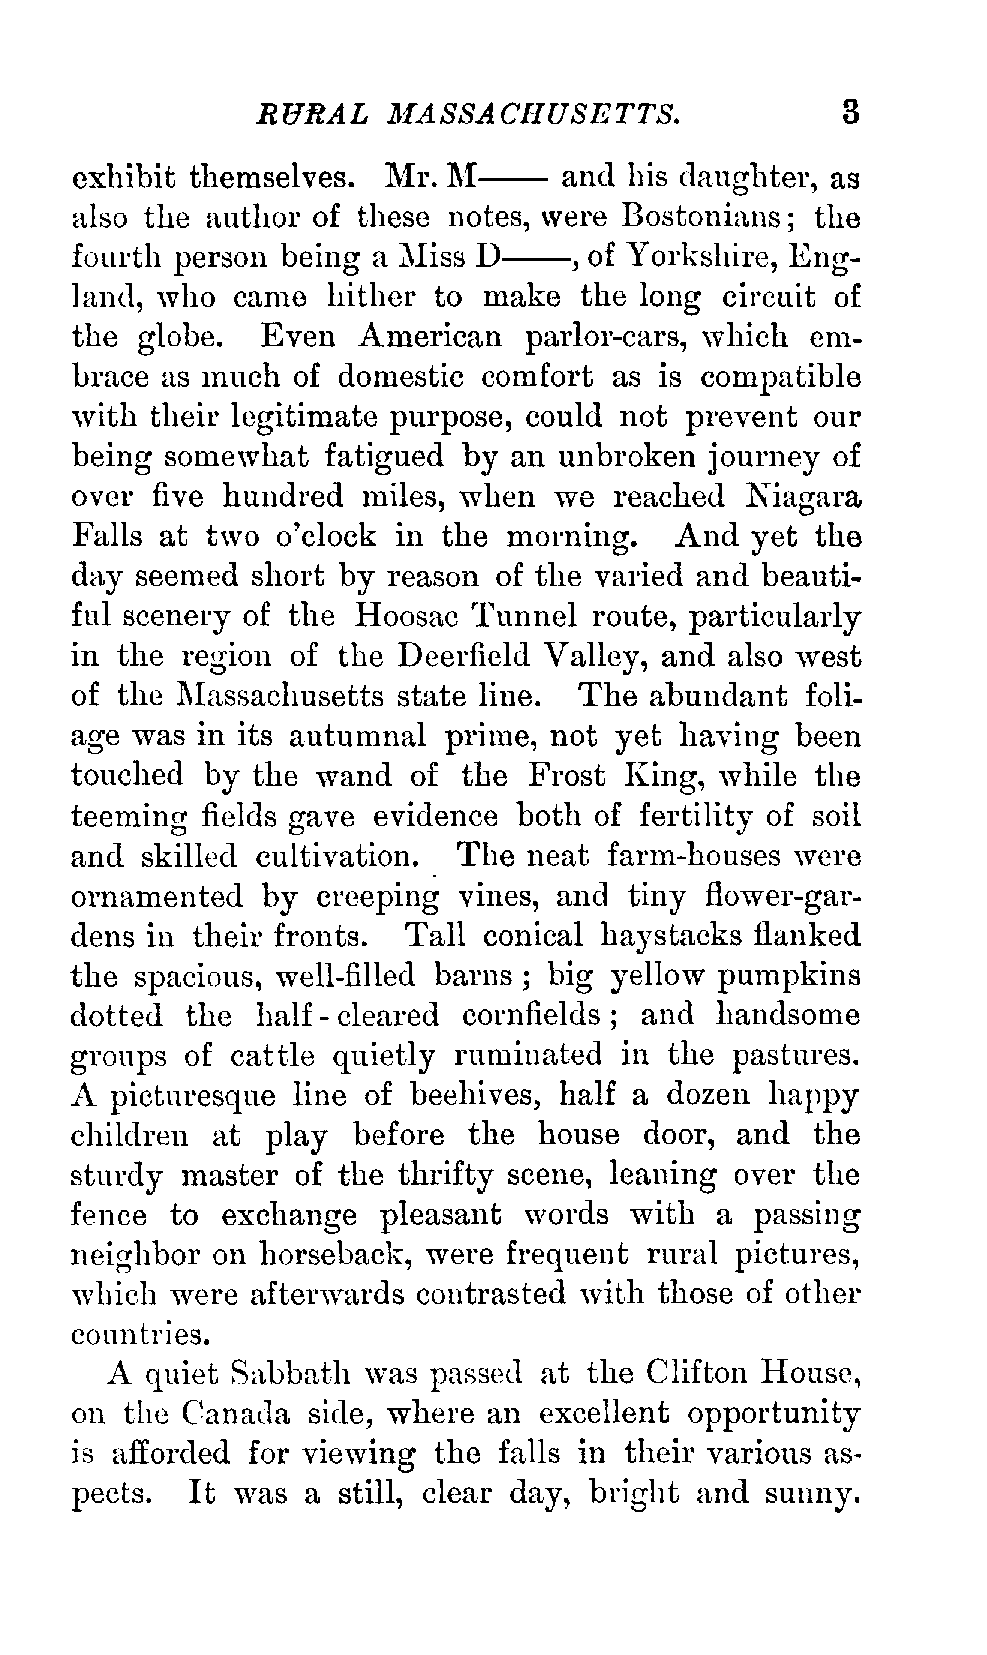 RURAL MASSACHUSETTS. 3
exhibit themselves. Mr. M—— and his daughter, as
also the author of these notes, were Bostonians; the
fourth person being a Miss D——, of Yorkshire, Eng-
land, who came hither to make the long circuit of
the globe. Even American parlor-cars, which em-
brace as much of domestic comfort as is compatible
with their legitimate purpose, could not prevent our
being somewhat fatigued by an unbroken journey of
over five hundred miles, when we reached Niagara
Falls at two o'clock in the morning. And yet the
day seemed short by reason of the varied and beauti-
ful scenery of the Hoosac Tunnel route, particularly
in the region of the Deerfield Valley, and also west
of the Massachusetts state line. The abundant foli-
age was in its autumnal prime, not yet having been
touched by the wand of the Frost King, while the
teeming fields gave evidence both of fertility of soil
and skilled cultivation. The neat farm-houses were
ornamented by creeping vines, and tiny flower-gar-
dens in their fronts. Tall conical haystacks flanked
the spacious, well-filled barns; big yellow pumpkins
dotted the half-cleared cornfields; and handsome
groups of cattle quietly ruminated in the pastures.
A picturesque line of beehives, half a dozen happy
children at play before the house door, and the
sturdy master of the thrifty scene, leaning over the
fence to exchange pleasant words with a passing
neighbor on horseback, were frequent rural pictures,
which were afterwards contrasted with those of other
countries.
A quiet Sabbath was passed at the Clifton House,
on the Canada side, where an excellent opportunity
is afforded for viewing the falls in their various as-
pects. It was a still, clear day, bright and sunny.